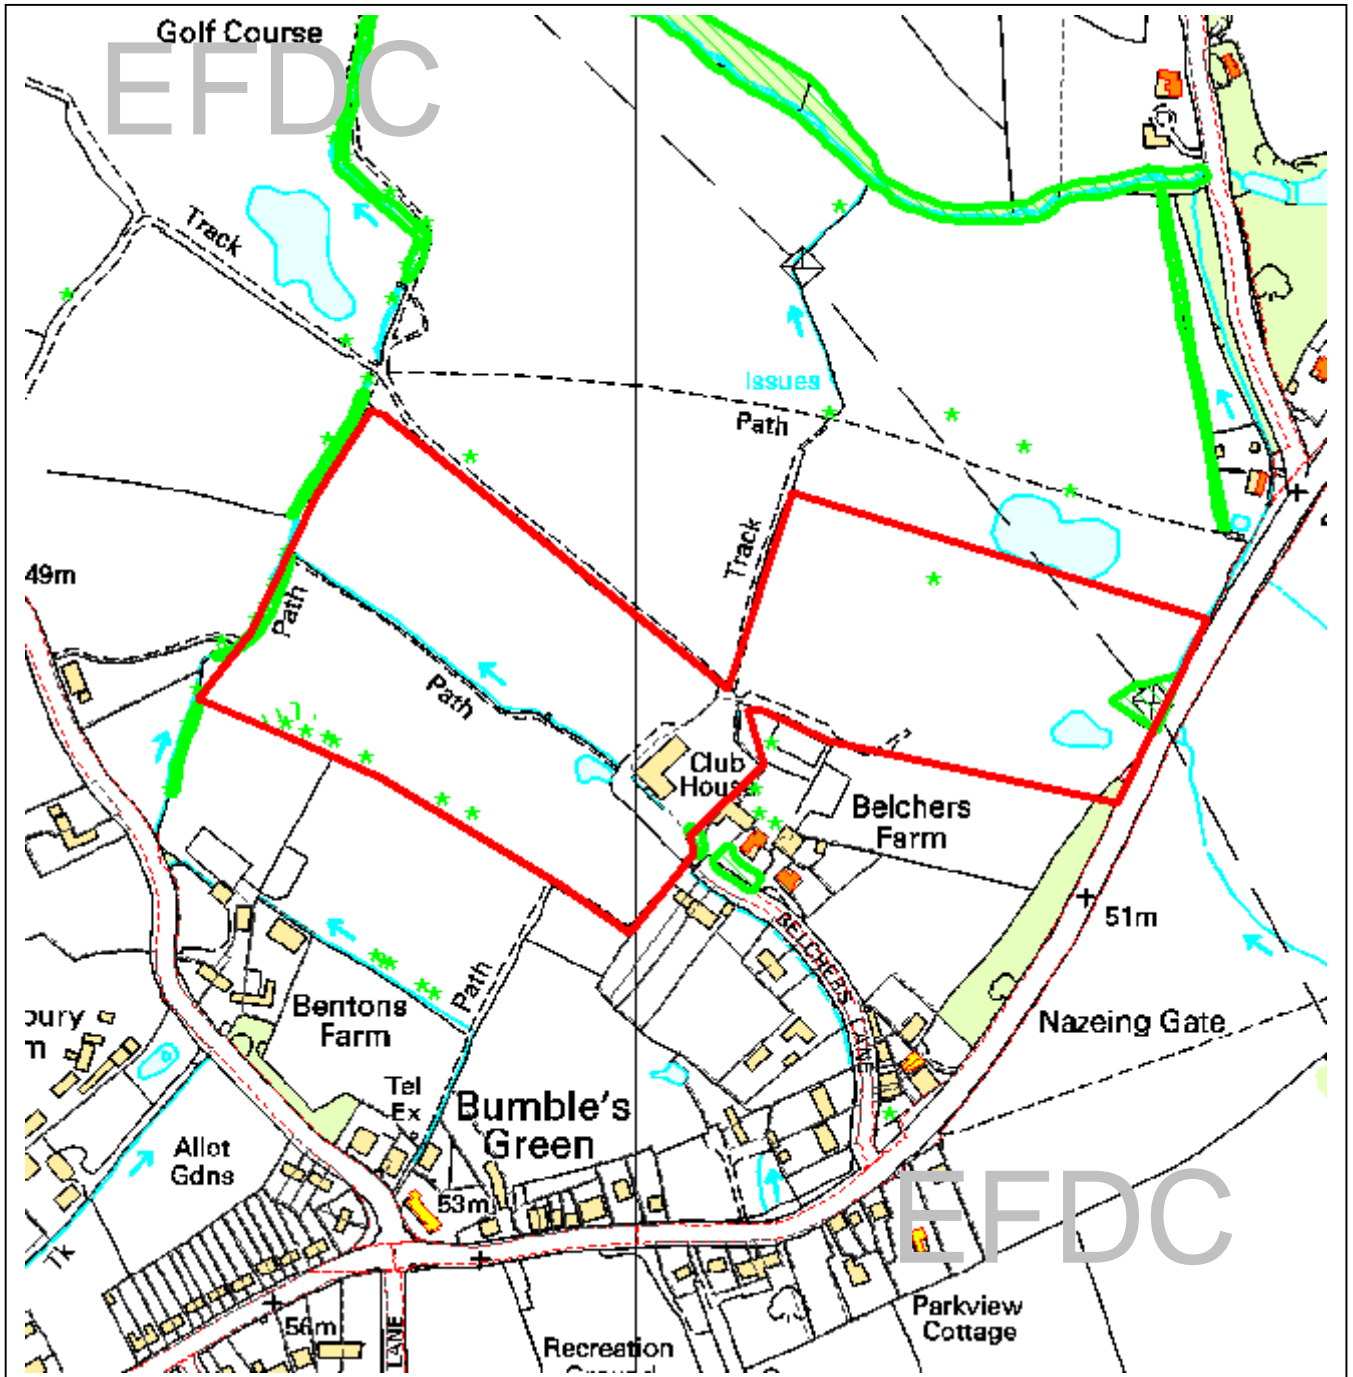 Golf Course
EFDC
Track
Issues
Path
Track
49m
Path
Path
Club
House
Belchers
Farm
51m
BELCHERS LANE
Path
Bentons
Farm
Nazeing Gate
Tel
Ex
Bumble's
Green
Allot
Gdns
53m
EFDC
Tk
56m
LANE
Parkview
Cottage
Recreation